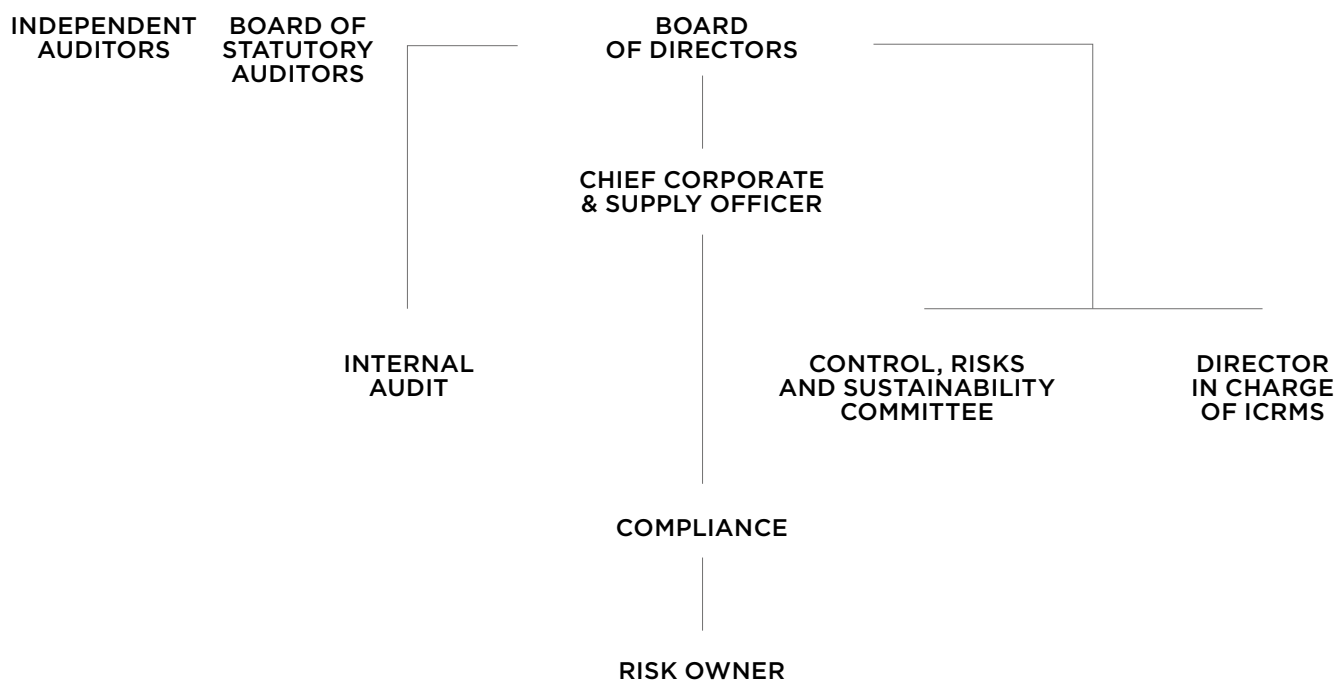 INDEPENDENT
AUDITORS
BOARD OF
STATUTORY
AUDITORS
BOARD
OF DIRECTORS
CHIEF CORPORATE
& SUPPLY OFFICER
INTERNAL
AUDIT
CONTROL, RISKS
AND SUSTAINABILITY
COMMITTEE
DIRECTOR
IN CHARGE
OF ICRMS
COMPLIANCE
RISK OWNER